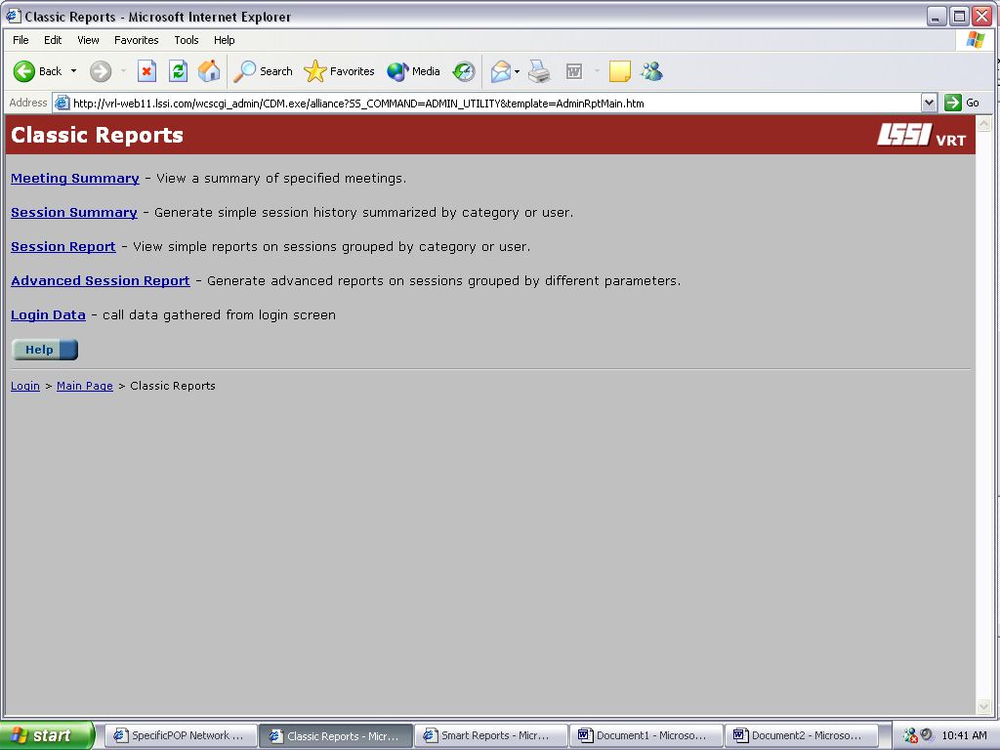 Classic Reports - Microsoft Internet Explorer
File Edit View Favorites Tools Help
Back Search Favorites Media
Address http://vrl-web11.lssi.com/wcscgi_admin/CDM.exe/alliance?SS_COMMAND=ADMIN_UTILITY&template=AdminRptMain.htm Go
Classic Reports LSSI VRT
Meeting Summary - View a summary of specified meetings.
Session Summary - Generate simple session history summarized by category or user.
Session Report - View simple reports on sessions grouped by category or user.
Advanced Session Report - Generate advanced reports on sessions grouped by different parameters.
Login Data - call data gathered from login screen
Help
Login > Main Page > Classic Reports
start SpecificPOP Network ... Classic Reports - Micr... Smart Reports - Micr... Document1 - Microso... Document2 - Microso... 10:41 AM